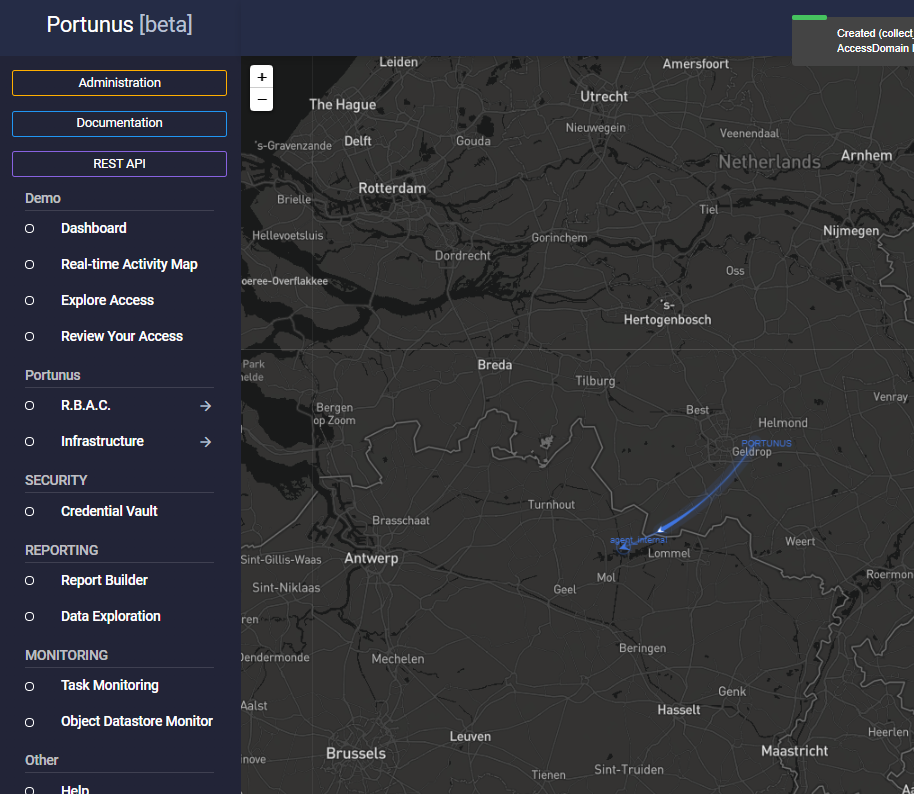 Portunus [beta]
Administration
Documentation
REST API
Demo
Dashboard
Real-time Activity Map
Explore Access
Review Your Access
Portunus
R.B.A.C.
Infrastructure
SECURITY
Credential Vault
REPORTING
Report Builder
Data Exploration
MONITORING
Task Monitoring
Object Datastore Monitor
Other
Help
Created (collect
AccessDomain
+
−
Leiden
Amersfoort
Utrecht
The Hague
Nieuwegein
's-Gravenzande
Delft
Gouda
Veenendaal
Netherlands
Arnhem
Rotterdam
Brielle
Tiel
Nijmegen
Hellevoetsluis
Gorinchem
Dordrecht
Oss
oeree-Overflakkee
's-
Hertogenbosch
Park
elde
Breda
Tilburg
Venray
Bergen
op Zoom
Best
Helmond
PORTUNUS
Geldrop
Turnhout
Brasschaat
agent_internal
Weert
Lommel
Sint-Gillis-Waas
Antwerp
Mol
Roermon
Sint-Niklaas
Geel
ren
Beringen
Dendermonde
Mechelen
Genk
Aalst
Hasselt
Leuven
Heerlen
Brussels
Maastricht
inove
Tienen
Sint-Truiden
Aa